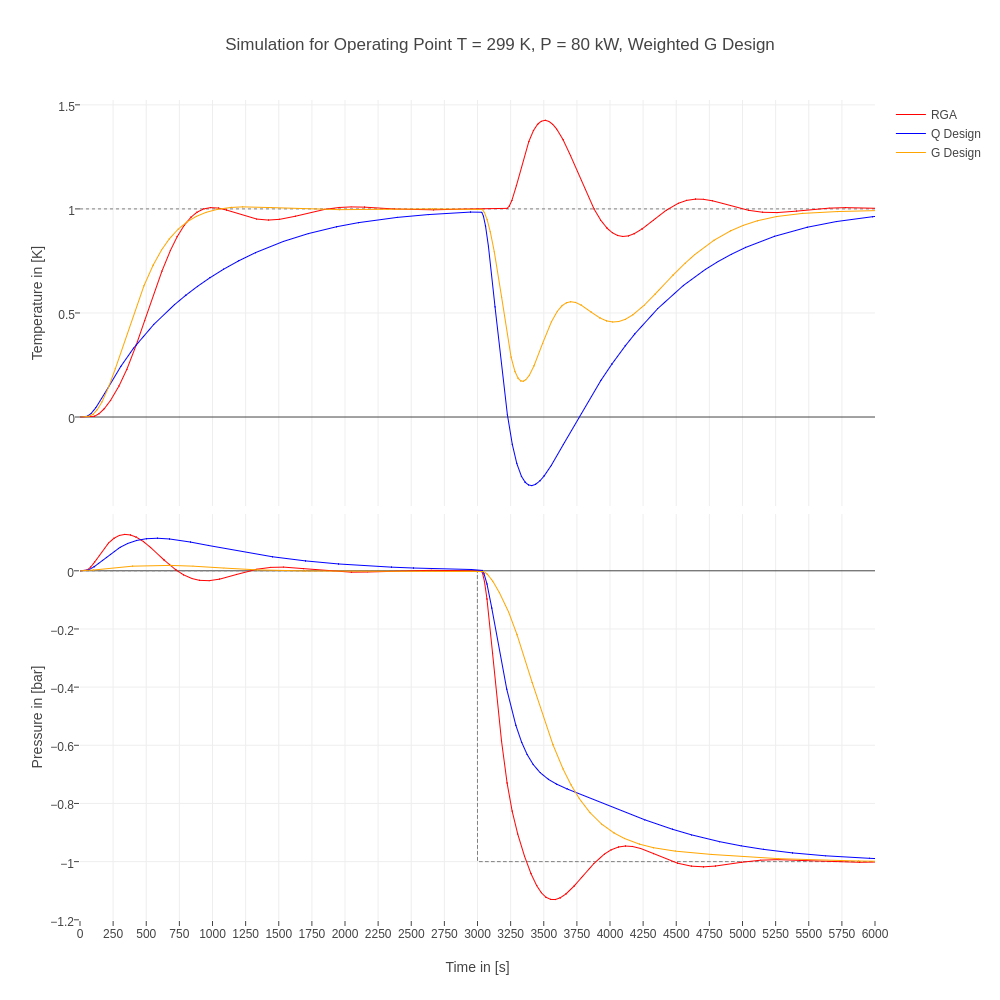 Simulation for Operating Point T = 299 K, P = 80 kW, Weighted G Design
RGA
Q Design
G Design
Temperature in [K]
1.5
1
0.5
0
Pressure in [bar]
0
−0.2
−0.4
−0.6
−0.8
−1
−1.2
0 250 500 750 1000 1250 1500 1750 2000 2250 2500 2750 3000 3250 3500 3750 4000 4250 4500 4750 5000 5250 5500 5750 6000
Time in [s]